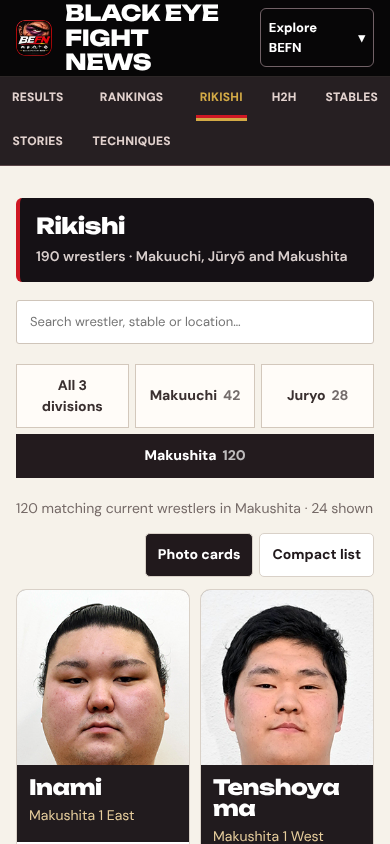 BLACK EYE
FIGHT
NEWS
BEFN
Explore
BEFN ▾
RESULTS RANKINGS RIKISHI H2H STABLES
STORIES TECHNIQUES
Rikishi
190 wrestlers · Makuuchi, Jūryō and Makushita
Search wrestler, stable or location…
All 3
divisions
Makuuchi 42
Juryo 28
Makushita 120
120 matching current wrestlers in Makushita · 24 shown
Photo cards Compact list
Inami
Makushita 1 East
Tenshoya
ma
Makushita 1 West